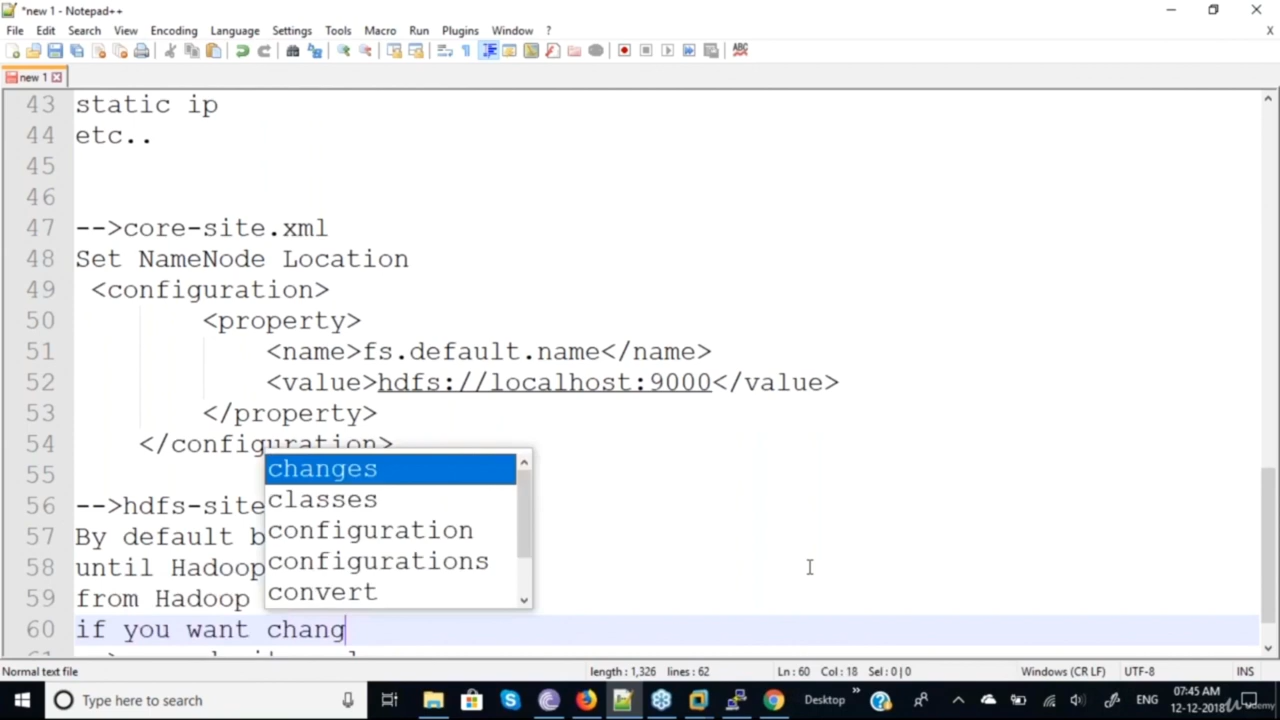 *new 1 - Notepad++
File Edit Search View Encoding Language Settings Tools Macro Run Plugins Window ? X
new 1
43 static ip
44 etc..
45
46
47 -->core-site.xml
48 Set NameNode Location
49 <configuration>
50 <property>
51 <name>fs.default.name</name>
52 <value>hdfs://localhost:9000</value>
53 </property>
54 </configuration>
55
56 -->hdfs-site
57 By default b
58 until Hadoop
59 from Hadoop
60 if you want chang
changes
classes
configuration
configurations
convert
Normal text file length : 1,326 lines : 62 Ln : 60 Col : 18 Sel : 0 | 0 Windows (CR LF) UTF-8 INS
Type here to search Desktop ENG 07:45 AM
12-12-2018
Udemy